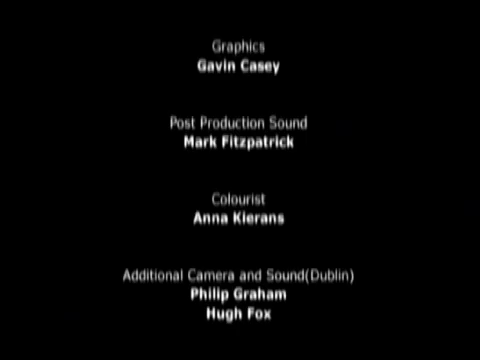 Graphics
Gavin Casey
Post Production Sound
Mark Fitzpatrick
Colourist
Anna Kierans
Additional Camera and Sound(Dublin)
Philip Graham
Hugh Fox